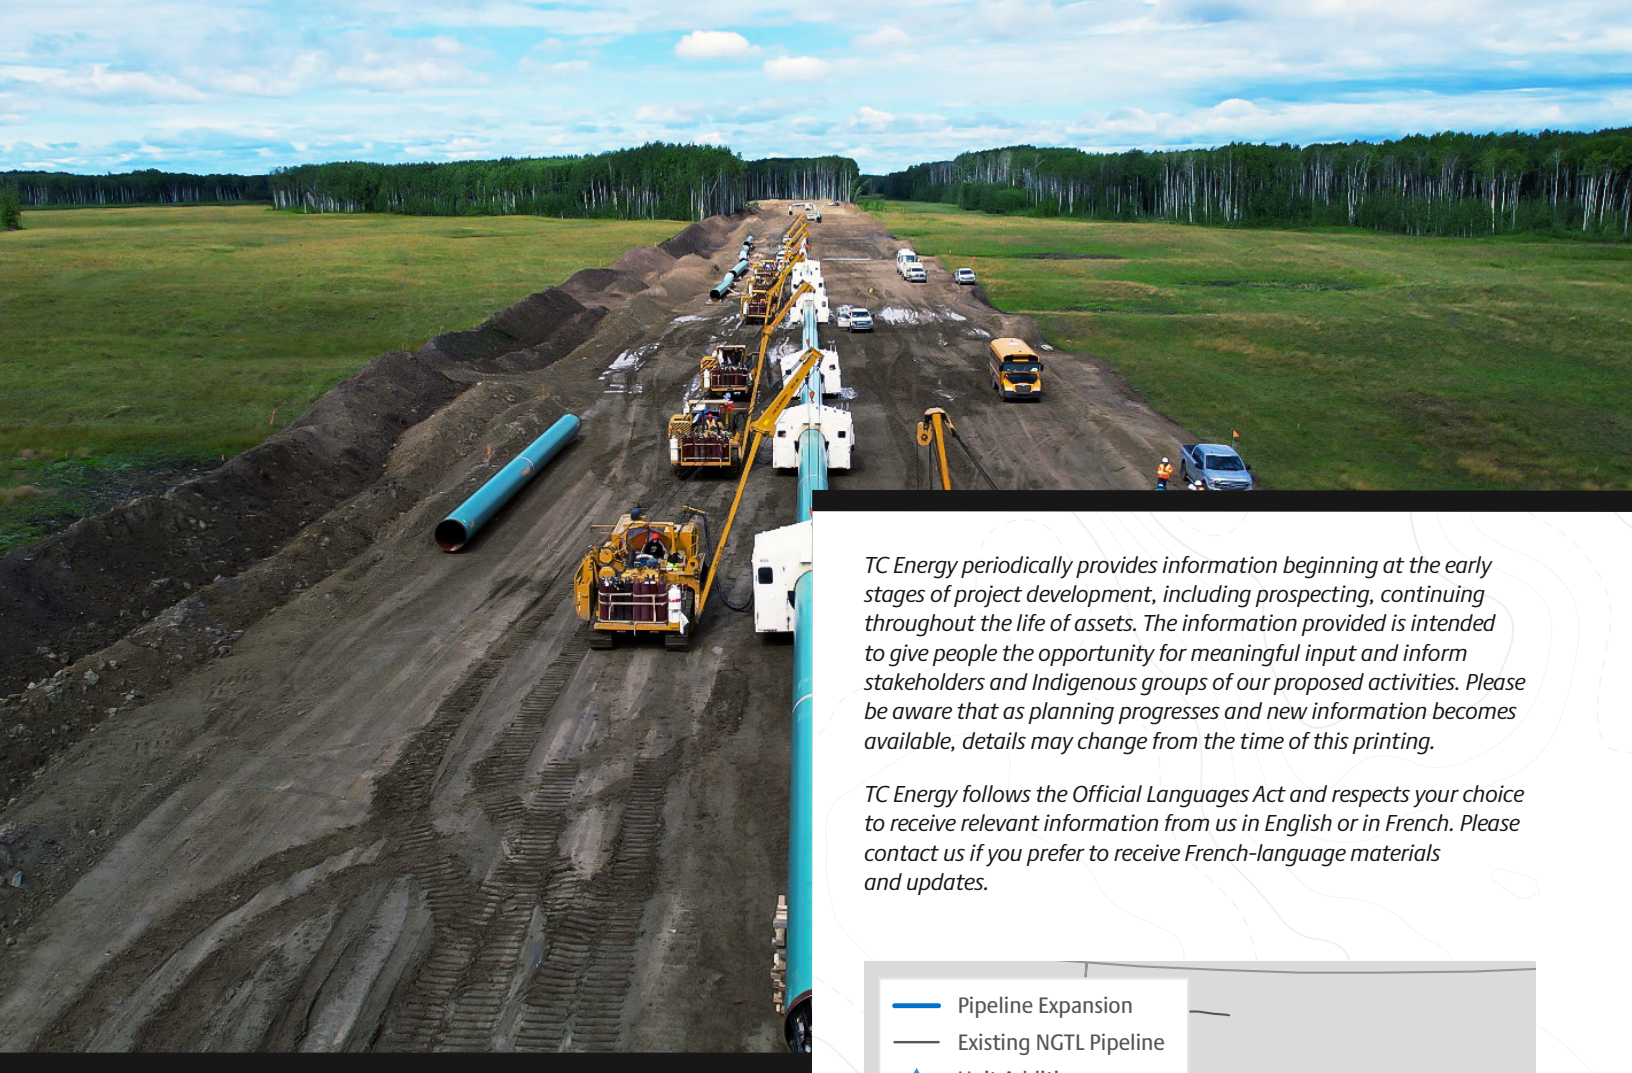 TC Energy periodically provides information beginning at the early
stages of project development, including prospecting, continuing
throughout the life of assets. The information provided is intended
to give people the opportunity for meaningful input and inform
stakeholders and Indigenous groups of our proposed activities. Please
be aware that as planning progresses and new information becomes
available, details may change from the time of this printing.
TC Energy follows the Official Languages Act and respects your choice
to receive relevant information from us in English or in French. Please
contact us if you prefer to receive French-language materials
and updates.
Pipeline Expansion
Existing NGTL Pipeline